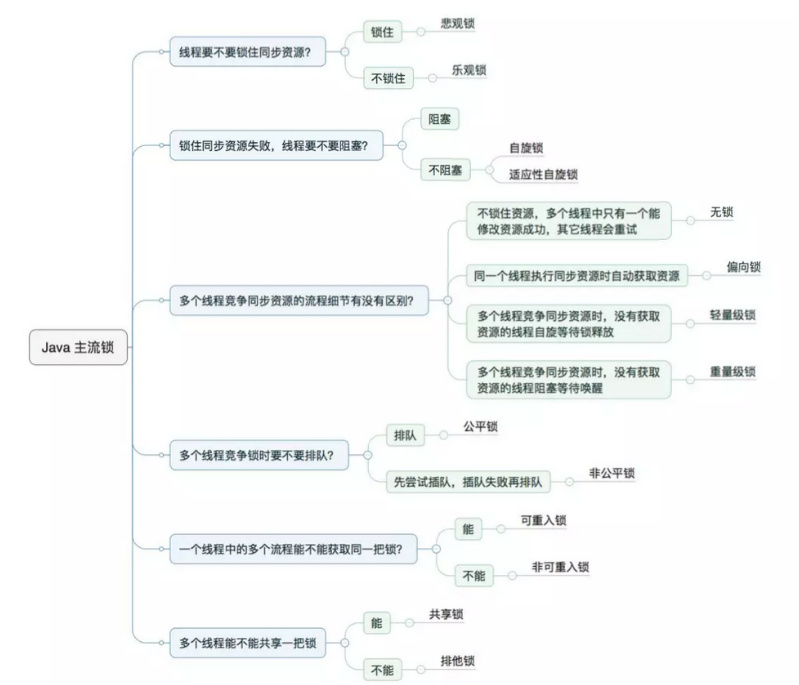 Java 主流锁
线程要不要锁住同步资源？
锁住
悲观锁
不锁住
乐观锁
锁住同步资源失败，线程要不要阻塞？
阻塞
不阻塞
自旋锁
适应性自旋锁
多个线程竞争同步资源的流程细节有没有区别？
不锁住资源，多个线程中只有一个能
修改资源成功，其它线程会重试
无锁
同一个线程执行同步资源时自动获取资源
偏向锁
多个线程竞争同步资源时，没有获取
资源的线程自旋等待锁释放
轻量级锁
多个线程竞争同步资源时，没有获取
资源的线程阻塞等待唤醒
重量级锁
多个线程竞争锁时要不要排队？
排队
公平锁
先尝试插队，插队失败再排队
非公平锁
一个线程中的多个流程能不能获取同一把锁？
能
可重入锁
不能
非可重入锁
多个线程能不能共享一把锁
能
共享锁
不能
排他锁